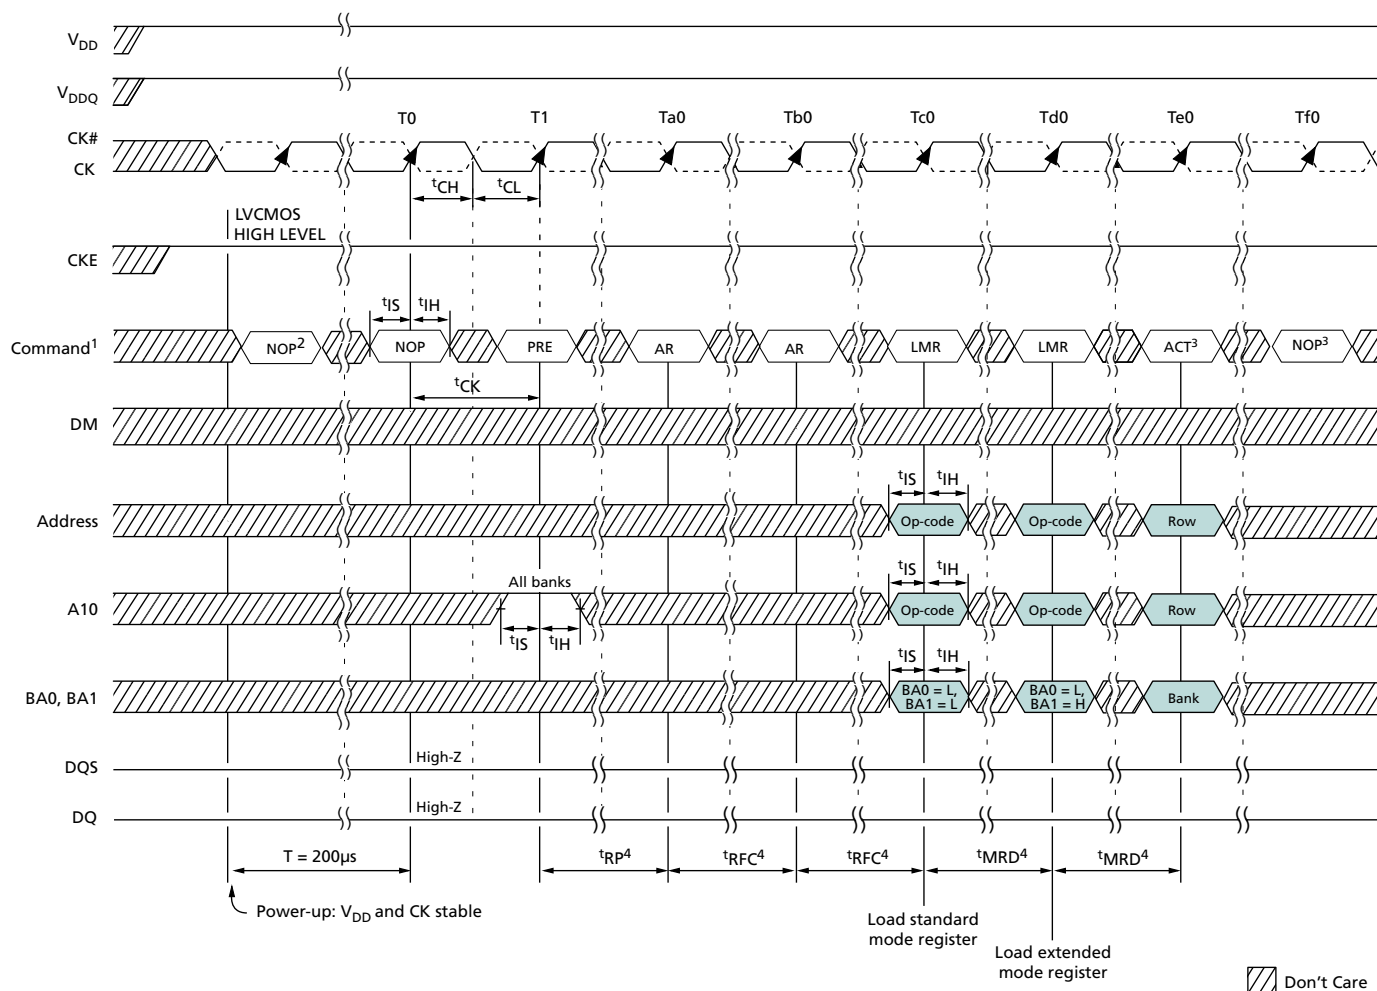 VDD
VDDQ
T0 T1 Ta0 Tb0 Tc0 Td0 Te0 Tf0
CK#
CK
tCH tCL
LVCMOS
HIGH LEVEL
CKE
tIS tIH
Command1 NOP2 NOP PRE AR AR LMR LMR ACT3 NOP3
tCK
DM
tIS tIH
Address Op-code Op-code Row
All banks tIS tIH
A10 Op-code Op-code Row
tIS tIH tIS tIH
BA0, BA1 BA0 = L, BA1 = L BA0 = L, BA1 = H Bank
High-Z
DQS
High-Z
DQ
T = 200µs tRP4 tRFC4 tRFC4 tMRD4 tMRD4
Power-up: VDD and CK stable
Load standard
mode register
Load extended
mode register
Don't Care